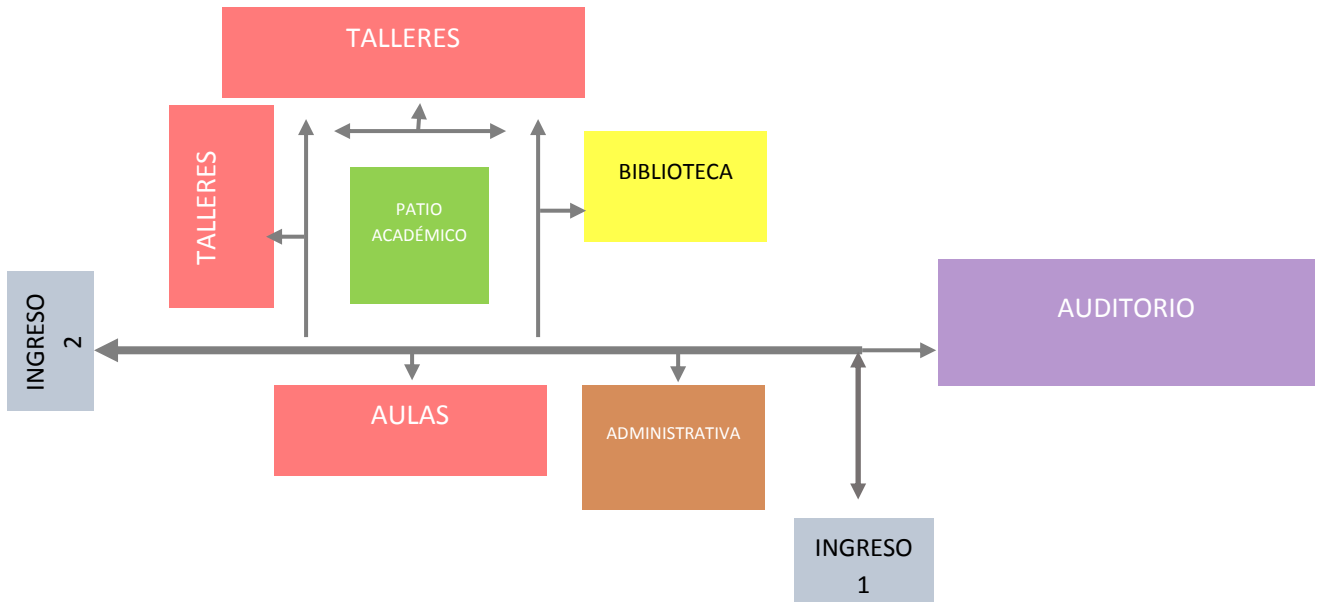 TALLERES
TALLERES
BIBLIOTECA
PATIO
ACADÉMICO
INGRESO
2
AUDITORIO
AULAS
ADMINISTRATIVA
INGRESO
1